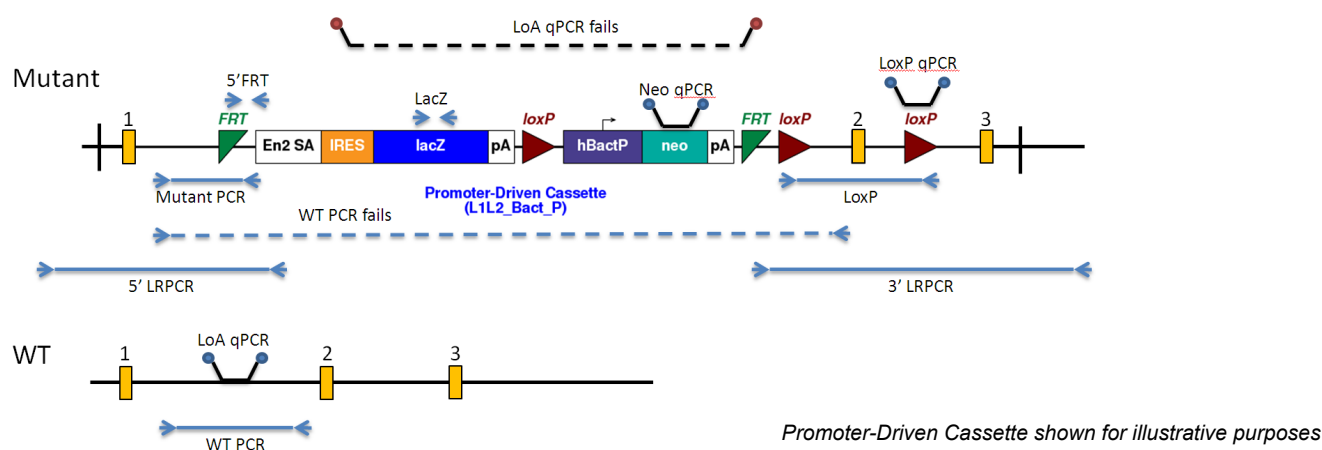 LoA qPCR fails
Mutant
5'FRT
LacZ
Neo qPCR
LoxP qPCR
1
FRT
loxP
FRT
loxP
2
loxP
3
En2 SA
IRES
lacZ
pA
hBactP
neo
pA
Mutant PCR
Promoter-Driven Cassette
(L1L2_Bact_P)
LoxP
WT PCR fails
5' LRPCR
3' LRPCR
WT
1
LoA qPCR
2
3
WT PCR
Promoter-Driven Cassette shown for illustrative purposes